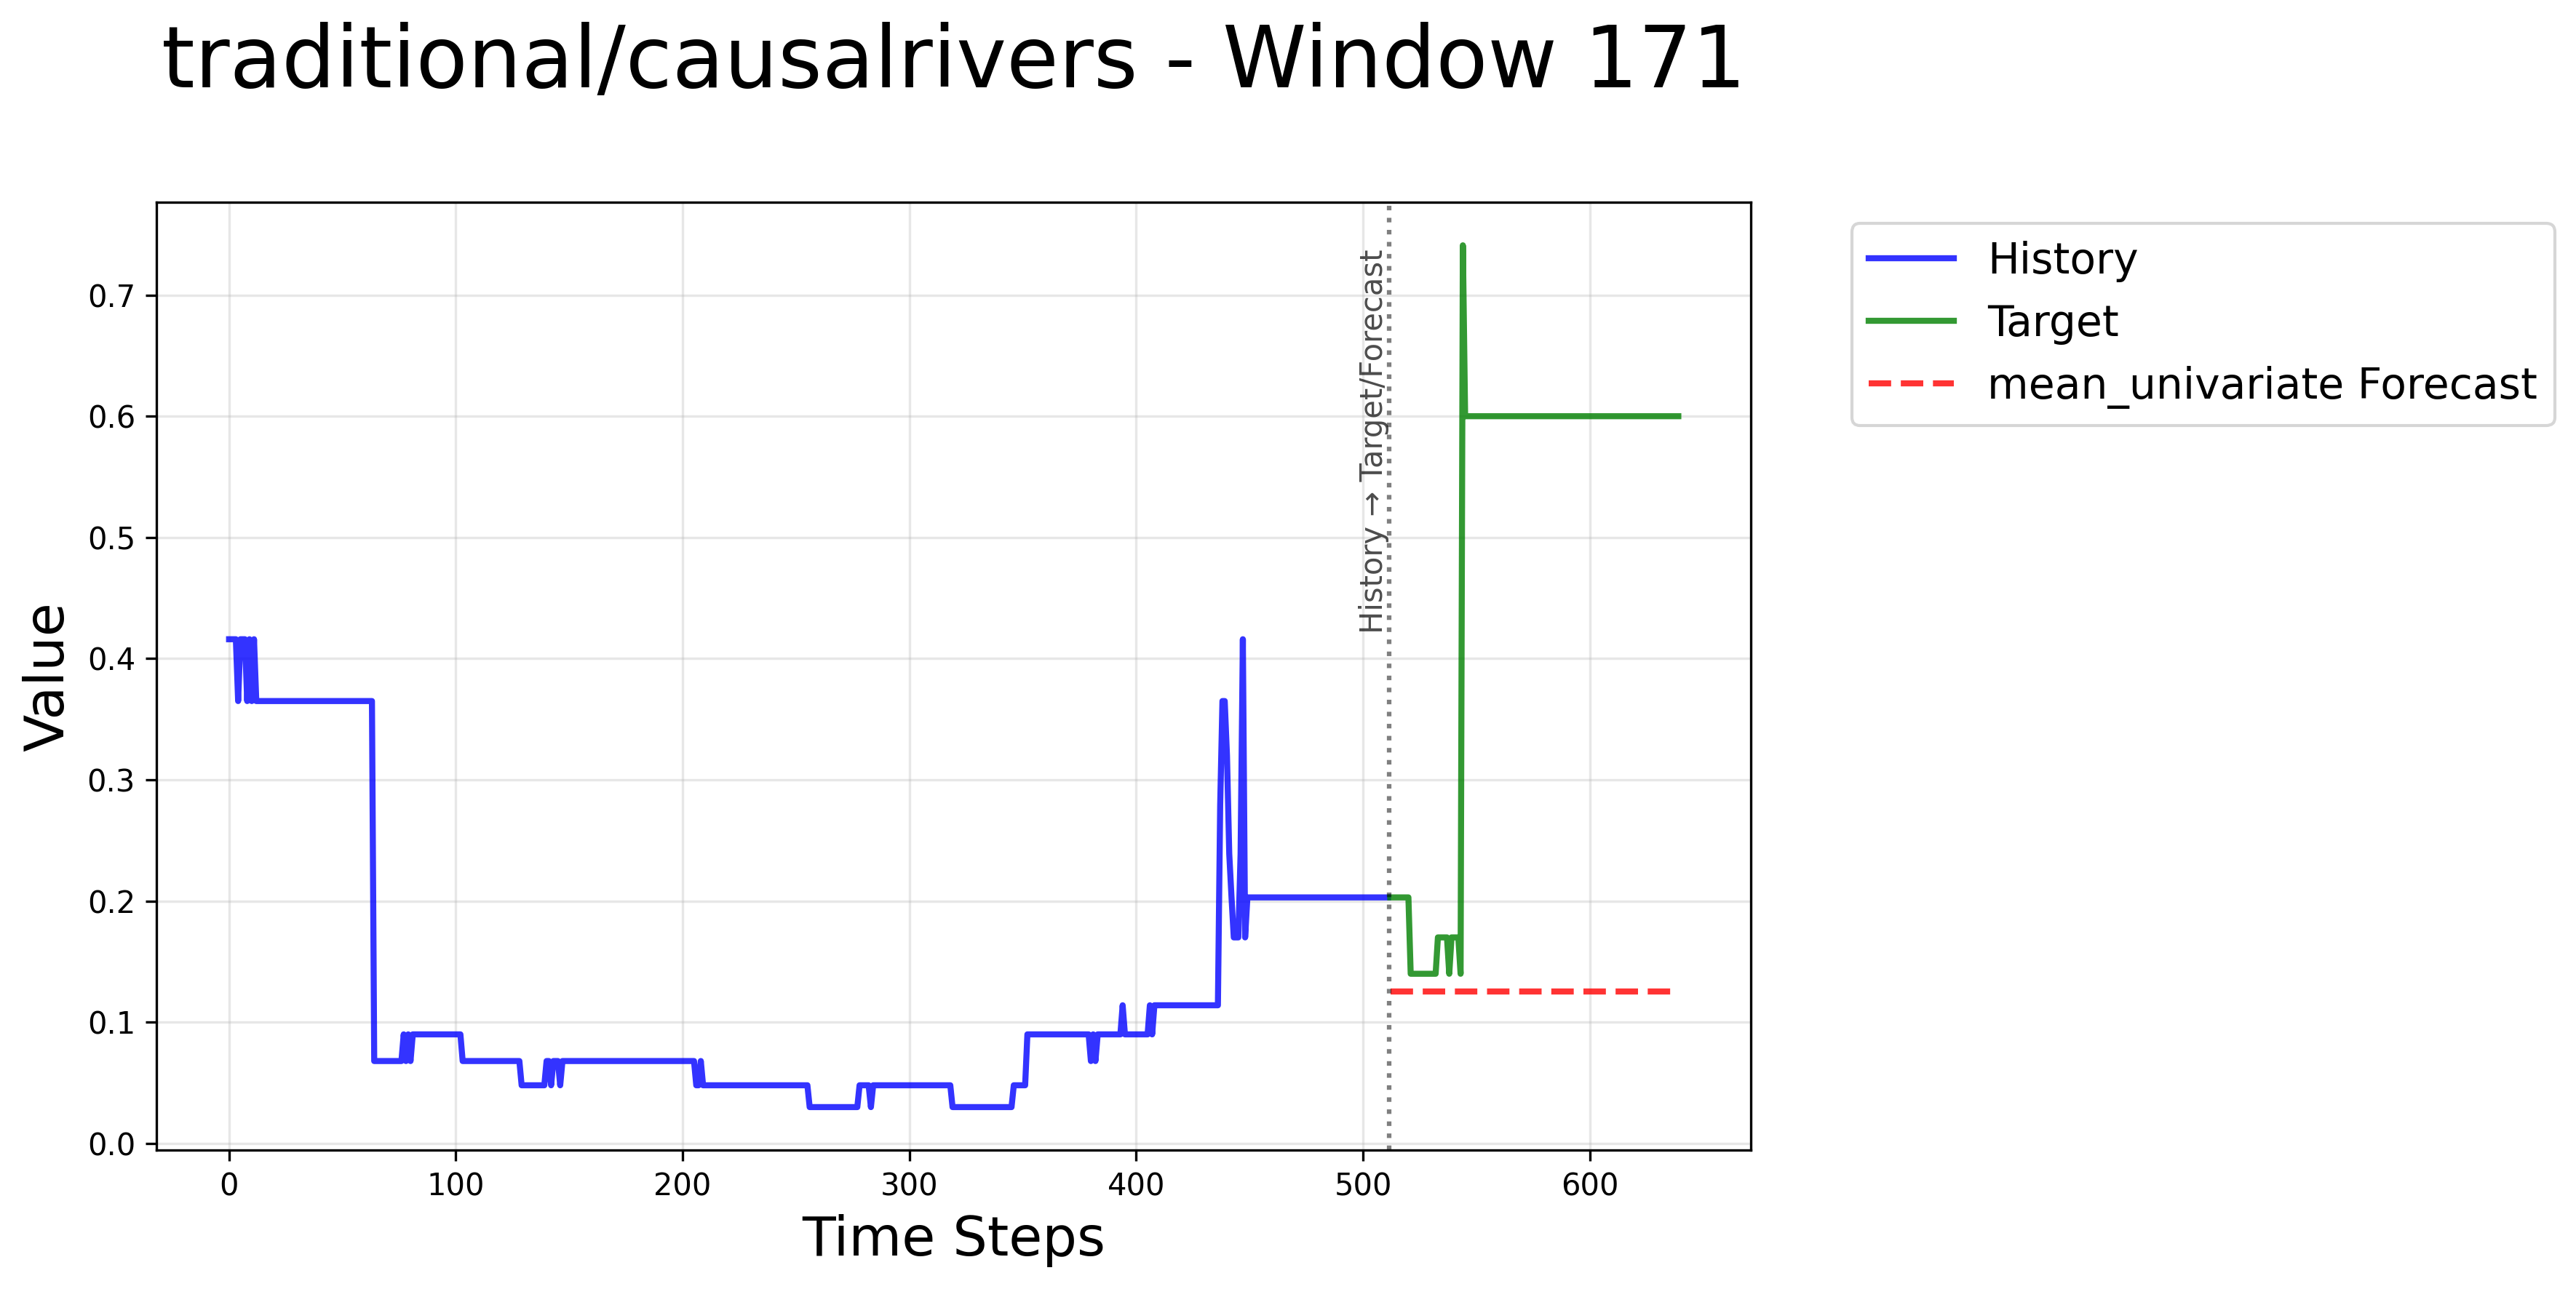 traditional/causalrivers - Window 171
History
Target
mean_univariate Forecast
History → Target/Forecast
Value
0.7
0.6
0.5
0.4
0.3
0.2
0.1
0.0
0 100 200 300 400 500 600
Time Steps